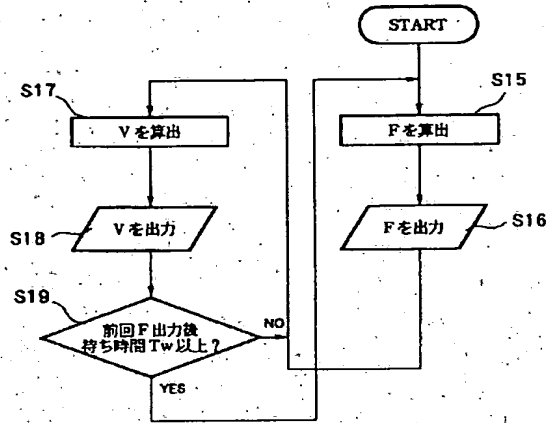 START
S15
Fを算出
Fを出力
S16
S17
Vを算出
S18
Vを出力
S19
前回F出力後
待ち時間Tw以上?
NO
YES